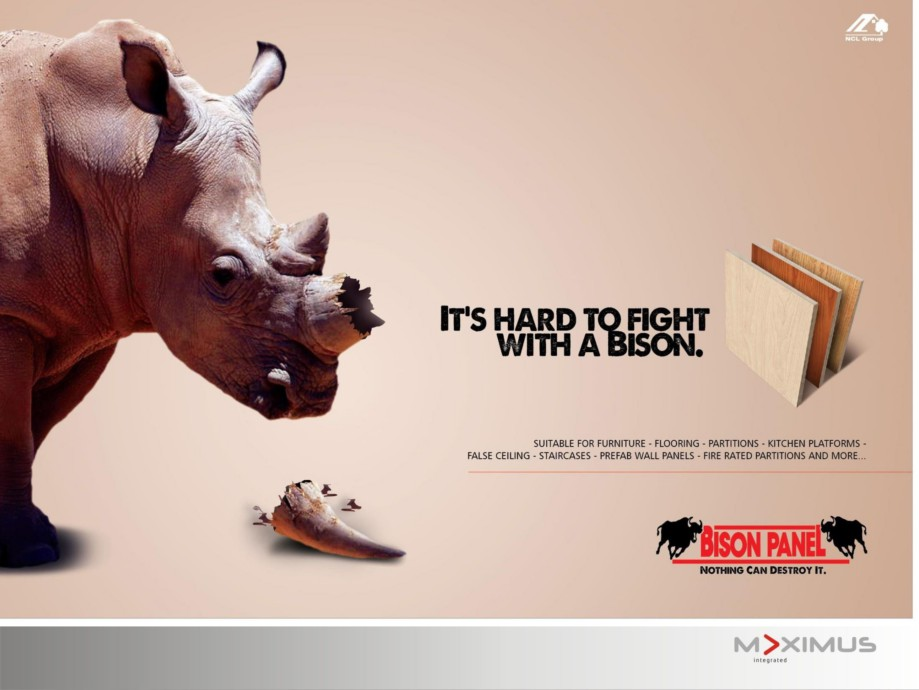 NCL Group
IT'S HARD TO FIGHT
WITH A BISON.
SUITABLE FOR FURNITURE - FLOORING - PARTITIONS - KITCHEN PLATFORMS -
FALSE CEILING - STAIRCASES - PREFAB WALL PANELS - FIRE RATED PARTITIONS AND MORE...
BISON PANEL
NOTHING CAN DESTROY IT.
MAXIMUS
integrated